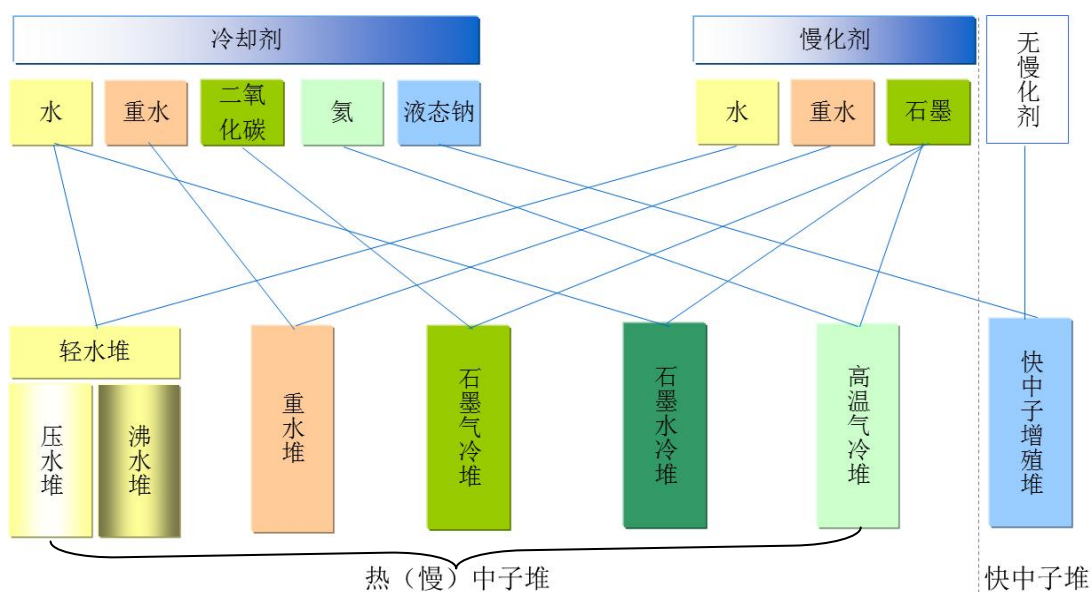 冷却剂
慢化剂
无慢化剂
水
重水
二氧
化碳
氦
液态钠
水
重水
石墨
轻水堆
压水堆
沸水堆
重水堆
石墨气冷堆
石墨水冷堆
高温气冷堆
快中子增殖堆
热（慢）中子堆
快中子堆